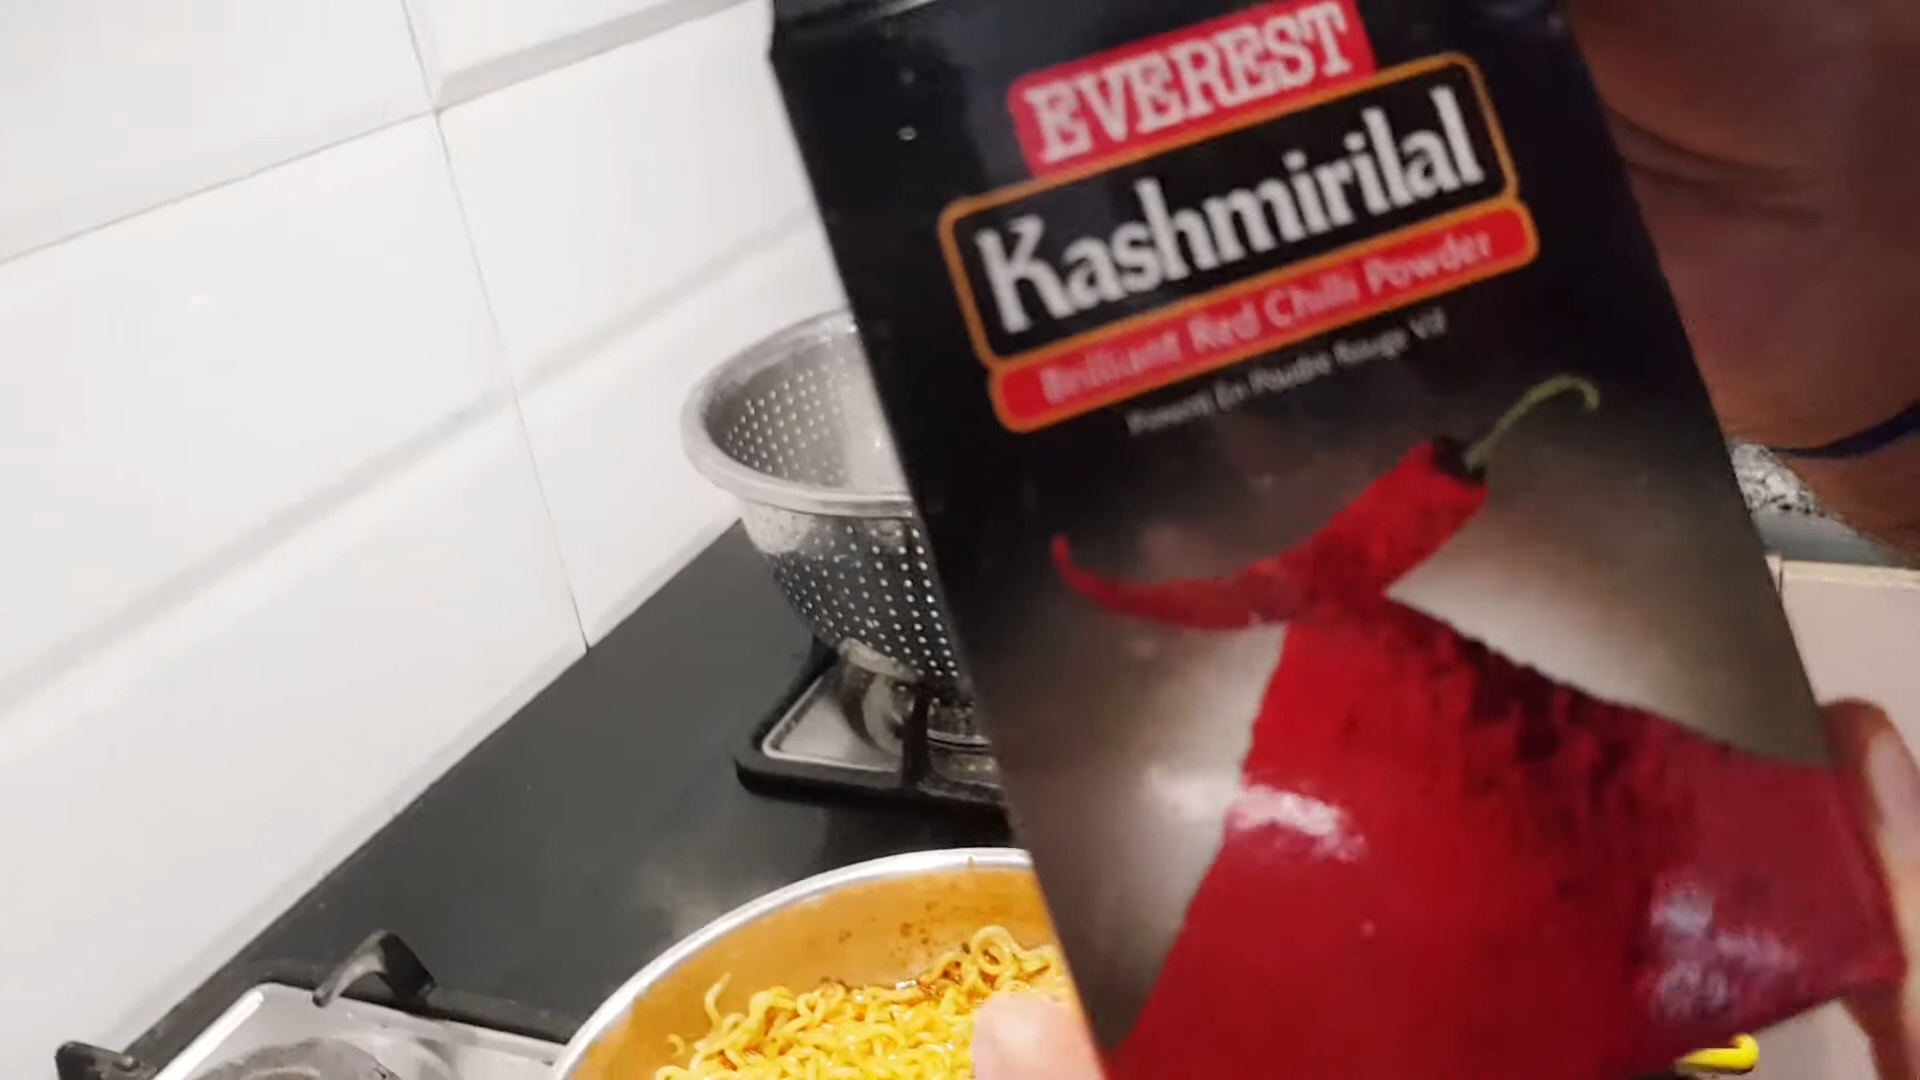 EVEREST
Kashmirilal
Brilliant Red Chilli Powder
Piment En Poudre Rouge Vif